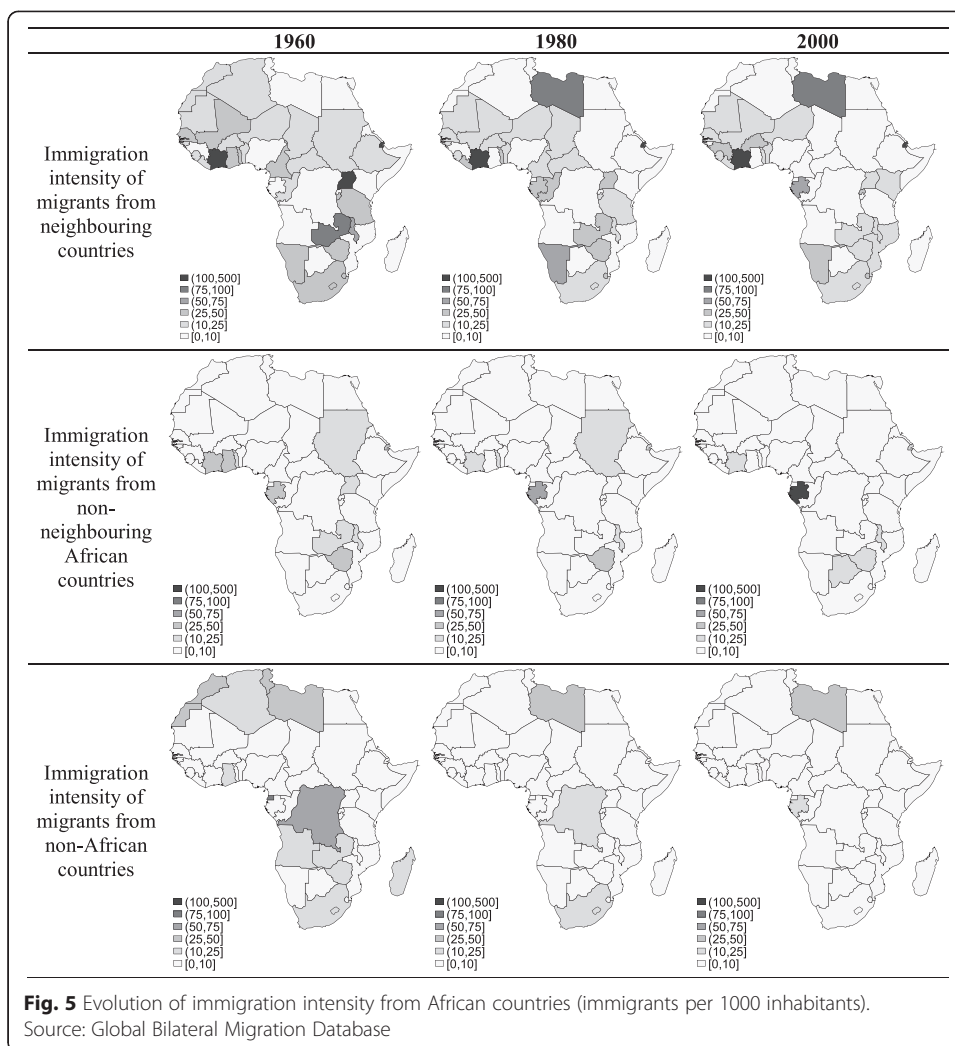 1960 1980 2000
Immigration
intensity of
migrants from
neighbouring
countries
(100,500]
(75,100]
(50,75]
(25,50]
(10,25]
[0,10]
(100,500]
(75,100]
(50,75]
(25,50]
(10,25]
[0,10]
(100,500]
(75,100]
(50,75]
(25,50]
(10,25]
[0,10]
Immigration
intensity of
migrants from
non-
neighbouring
African
countries
(100,500]
(75,100]
(50,75]
(25,50]
(10,25]
[0,10]
(100,500]
(75,100]
(50,75]
(25,50]
(10,25]
[0,10]
(100,500]
(75,100]
(50,75]
(25,50]
(10,25]
[0,10]
Immigration
intensity of
migrants from
non-African
countries
(100,500]
(75,100]
(50,75]
(25,50]
(10,25]
[0,10]
(100,500]
(75,100]
(50,75]
(25,50]
(10,25]
[0,10]
(100,500]
(75,100]
(50,75]
(25,50]
(10,25]
[0,10]
Fig. 5 Evolution of immigration intensity from African countries (immigrants per 1000 inhabitants).
Source: Global Bilateral Migration Database